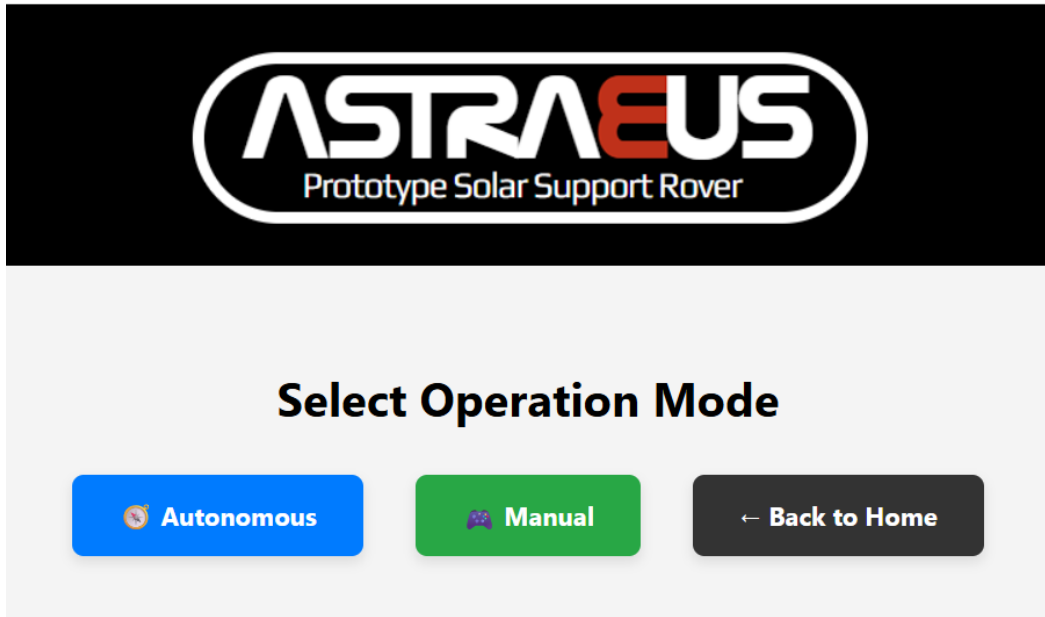 ASTRAEUS
Prototype Solar Support Rover
Select Operation Mode
🧭 Autonomous
🎮 Manual
← Back to Home